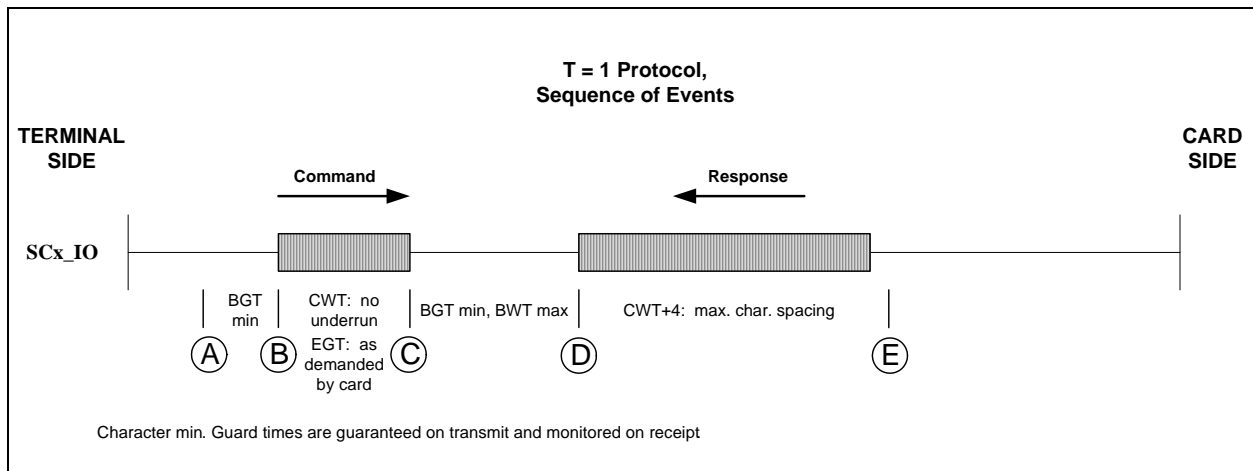 T = 1 Protocol,
Sequence of Events
TERMINAL
SIDE
CARD
SIDE
Command
Response
SCx_IO
BGT
min
CWT: no
underrun
EGT: as
demanded
by card
BGT min, BWT max
CWT+4: max. char. spacing
A
B
C
D
E
Character min. Guard times are guaranteed on transmit and monitored on receipt